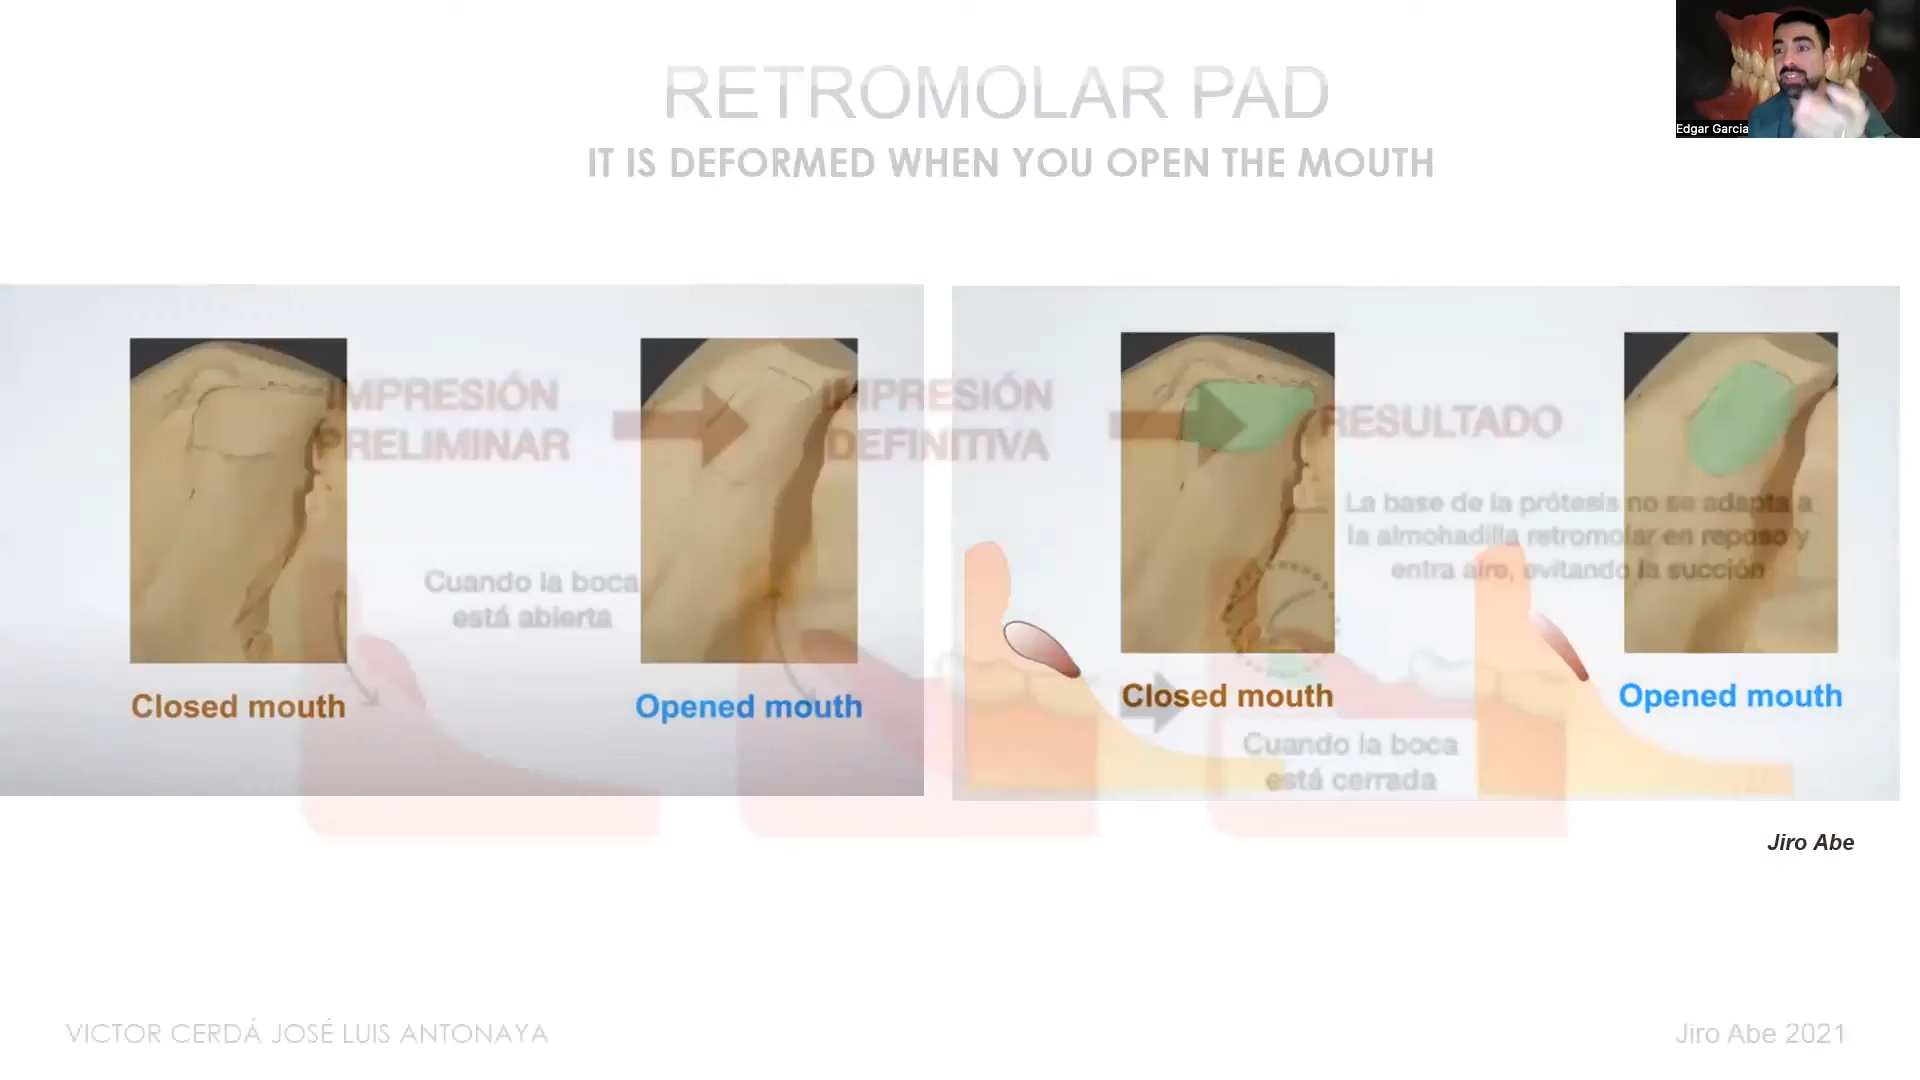 RETROMOLAR PAD
IT IS DEFORMED WHEN YOU OPEN THE MOUTH
Edgar Garcia
IMPRESIÓN
PRELIMINAR
IMPRESIÓN
DEFINITIVA
RESULTADO
La base de la prótesis no se adapta a
la almohadilla retromolar en reposo y
entra aire, evitando la succión
Cuando la boca
está abierta
Closed mouth
Opened mouth
Closed mouth
Opened mouth
Cuando la boca
está cerrada
Jiro Abe
VICTOR CERDÁ JOSÉ LUIS ANTONAYA
Jiro Abe 2021